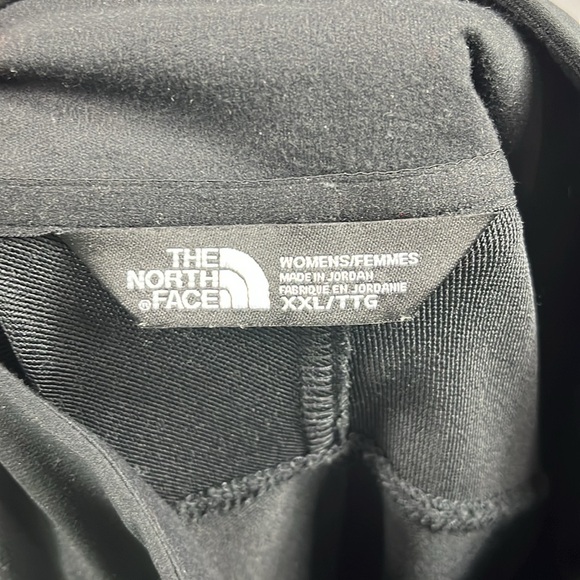 THE
NORTH
®FACE
WOMENS/FEMMES
MADE IN JORDAN
FABRIQUÉ EN JORDANIE
XXL/TTG